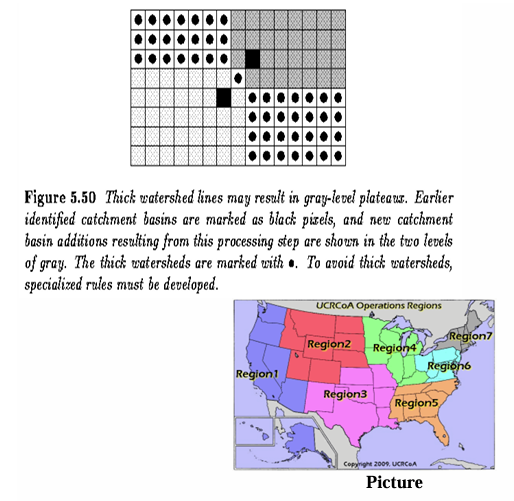 Figure 5.50 Thick watershed lines may result in gray-level plateaux. Earlier
identified catchment basins are marked as black pixels, and new catchment
basin additions resulting from this processing step are shown in the two levels
of gray. The thick watersheds are marked with •. To avoid thick watersheds,
specialized rules must be developed.
UCRCoA Operations Regions
Region7
Region2
Region4
Region6
Region1
Region3
Region5
Copyright 2009. UCRCoA
Picture